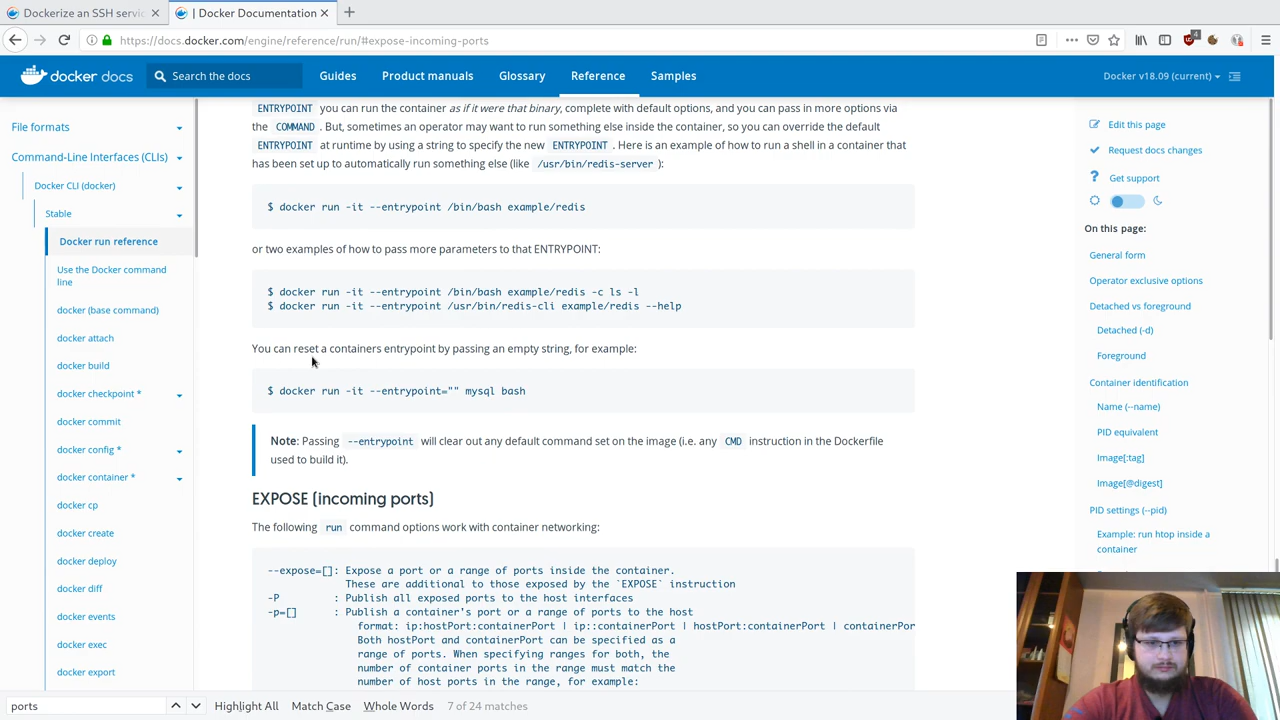 Dockerize an SSH servic
| Docker Documentation
https://docs.docker.com/engine/reference/run/#expose-incoming-ports
4
docker docs
Search the docs
Guides
Product manuals
Glossary
Reference
Samples
Docker v18.09 (current)
File formats
Command-Line Interfaces (CLIs)
Docker CLI (docker)
Stable
Docker run reference
Use the Docker command
line
docker (base command)
docker attach
docker build
docker checkpoint *
docker commit
docker config *
docker container *
docker cp
docker create
docker deploy
docker diff
docker events
docker exec
docker export
ENTRYPOINT you can run the container as if it were that binary, complete with default options, and you can pass in more options via
the COMMAND . But, sometimes an operator may want to run something else inside the container, so you can override the default
ENTRYPOINT at runtime by using a string to specify the new ENTRYPOINT . Here is an example of how to run a shell in a container that
has been set up to automatically run something else (like /usr/bin/redis-server ):
$ docker run -it --entrypoint /bin/bash example/redis
or two examples of how to pass more parameters to that ENTRYPOINT:
$ docker run -it --entrypoint /bin/bash example/redis -c ls -l
$ docker run -it --entrypoint /usr/bin/redis-cli example/redis --help
You can reset a containers entrypoint by passing an empty string, for example:
$ docker run -it --entrypoint="" mysql bash
Note: Passing --entrypoint will clear out any default command set on the image (i.e. any CMD instruction in the Dockerfile
used to build it).
EXPOSE (incoming ports)
The following run command options work with container networking:
--expose=[]: Expose a port or a range of ports inside the container.
These are additional to those exposed by the `EXPOSE` instruction
-P : Publish all exposed ports to the host interfaces
-p=[] : Publish a container's port or a range of ports to the host
format: ip:hostPort:containerPort | ip::containerPort | hostPort:containerPort | containerPor
Both hostPort and containerPort can be specified as a
range of ports. When specifying ranges for both, the
number of container ports in the range must match the
number of host ports in the range, for example:
Edit this page
Request docs changes
Get support
On this page:
General form
Operator exclusive options
Detached vs foreground
Detached (-d)
Foreground
Container identification
Name (--name)
PID equivalent
Image[:tag]
Image[@digest]
PID settings (--pid)
Example: run htop inside a
container
ports
Highlight All
Match Case
Whole Words
7 of 24 matches